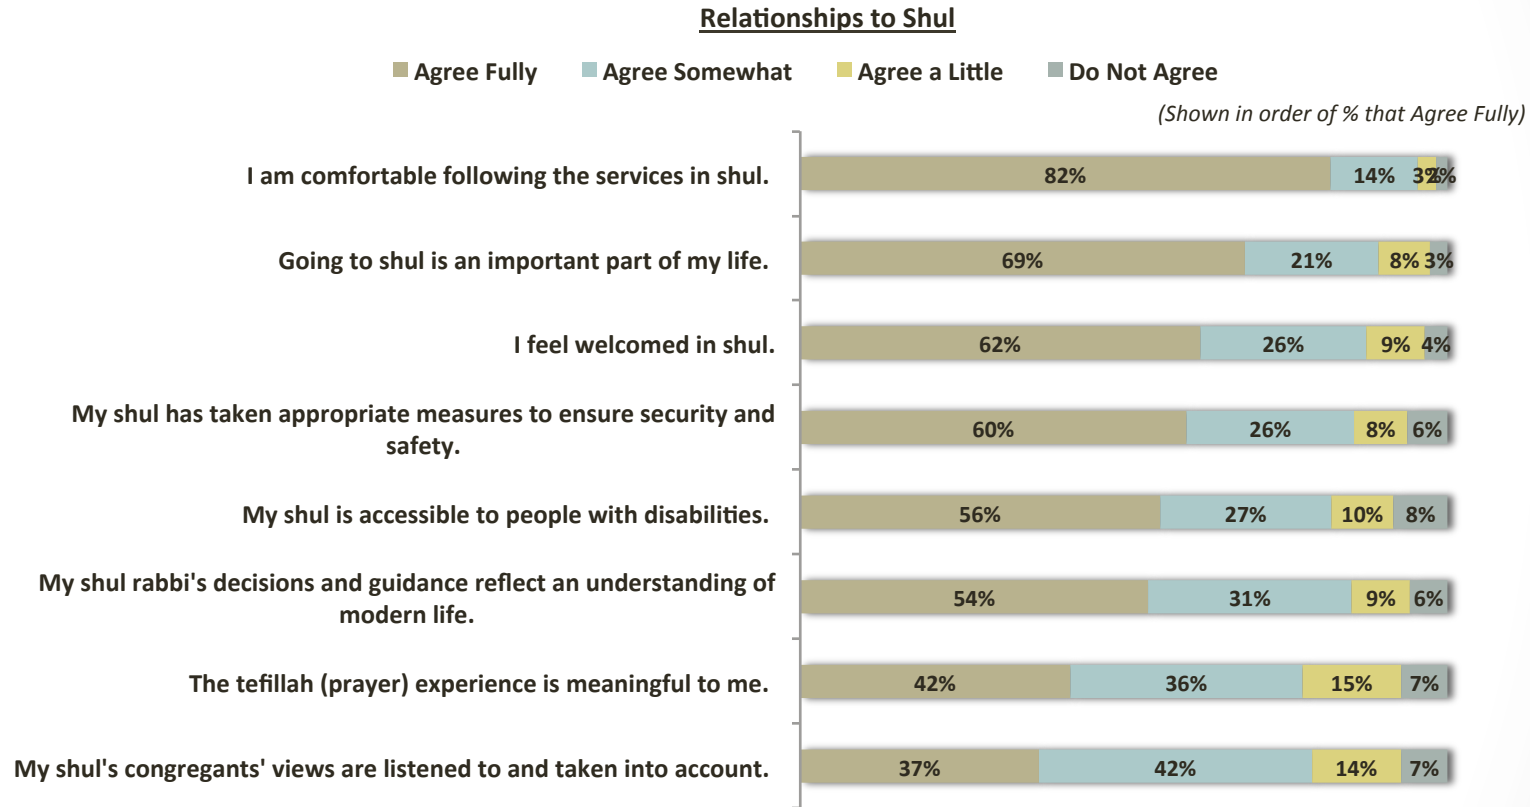 Relationships to Shul
Agree Fully Agree Somewhat Agree a Little Do Not Agree
(Shown in order of % that Agree Fully)
I am comfortable following the services in shul. 82% 14% 3% 2%
Going to shul is an important part of my life. 69% 21% 8% 3%
I feel welcomed in shul. 62% 26% 9% 4%
My shul has taken appropriate measures to ensure security and
safety.
60% 26% 8% 6%
My shul is accessible to people with disabilities. 56% 27% 10% 8%
My shul rabbi's decisions and guidance reflect an understanding of
modern life.
54% 31% 9% 6%
The tefillah (prayer) experience is meaningful to me. 42% 36% 15% 7%
My shul's congregants' views are listened to and taken into account. 37% 42% 14% 7%